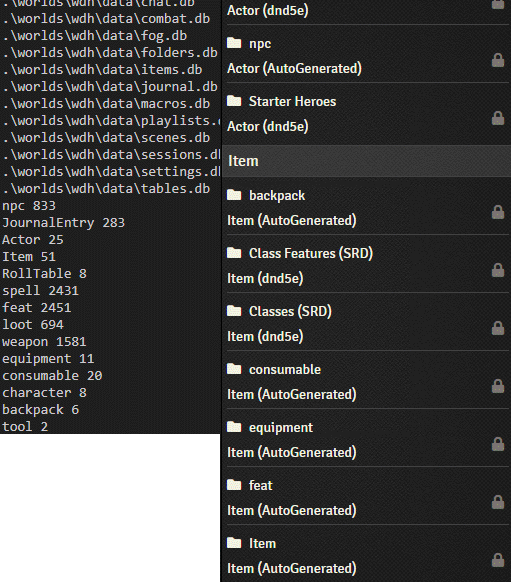 .\worlds\wdh\data\chat.db
.\worlds\wdh\data\combat.db
.\worlds\wdh\data\fog.db
.\worlds\wdh\data\folders.db
.\worlds\wdh\data\items.db
.\worlds\wdh\data\journal.db
.\worlds\wdh\data\macros.db
.\worlds\wdh\data\playlists.d
.\worlds\wdh\data\scenes.db
.\worlds\wdh\data\sessions.db
.\worlds\wdh\data\settings.db
.\worlds\wdh\data\tables.db
npc 833
JournalEntry 283
Actor 25
Item 51
RollTable 8
spell 2431
feat 2451
loot 694
weapon 1581
equipment 11
consumable 20
character 8
backpack 6
tool 2
Actor (dnd5e)
npc
Actor (AutoGenerated)
Starter Heroes
Actor (dnd5e)
Item
backpack
Item (AutoGenerated)
Class Features (SRD)
Item (dnd5e)
Classes (SRD)
Item (dnd5e)
consumable
Item (AutoGenerated)
equipment
Item (AutoGenerated)
feat
Item (AutoGenerated)
Item
Item (AutoGenerated)